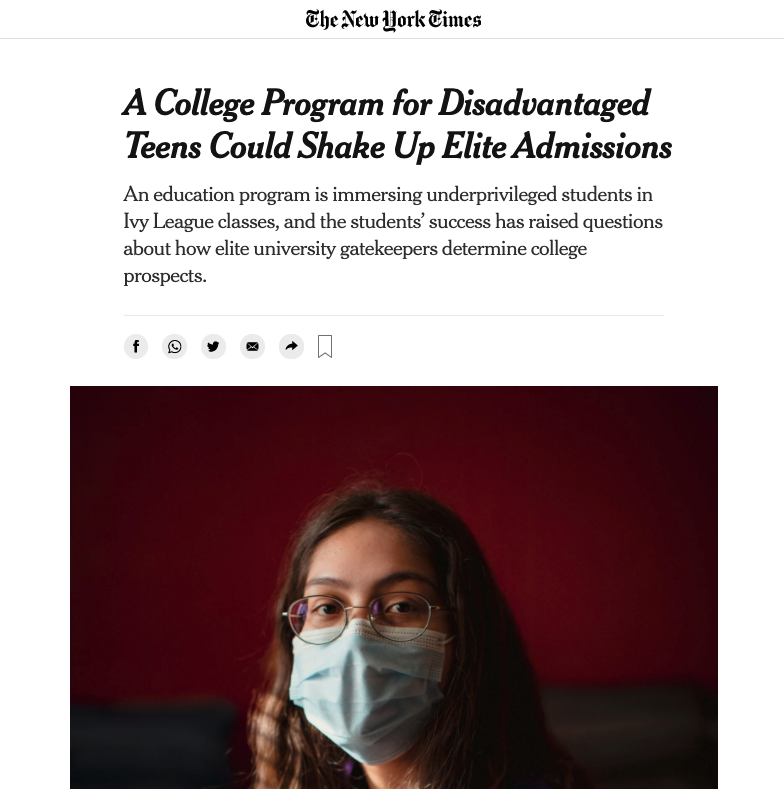 The New York Times
A College Program for Disadvantaged
Teens Could Shake Up Elite Admissions
An education program is immersing underprivileged students in
Ivy League classes, and the students’ success has raised questions
about how elite university gatekeepers determine college
prospects.